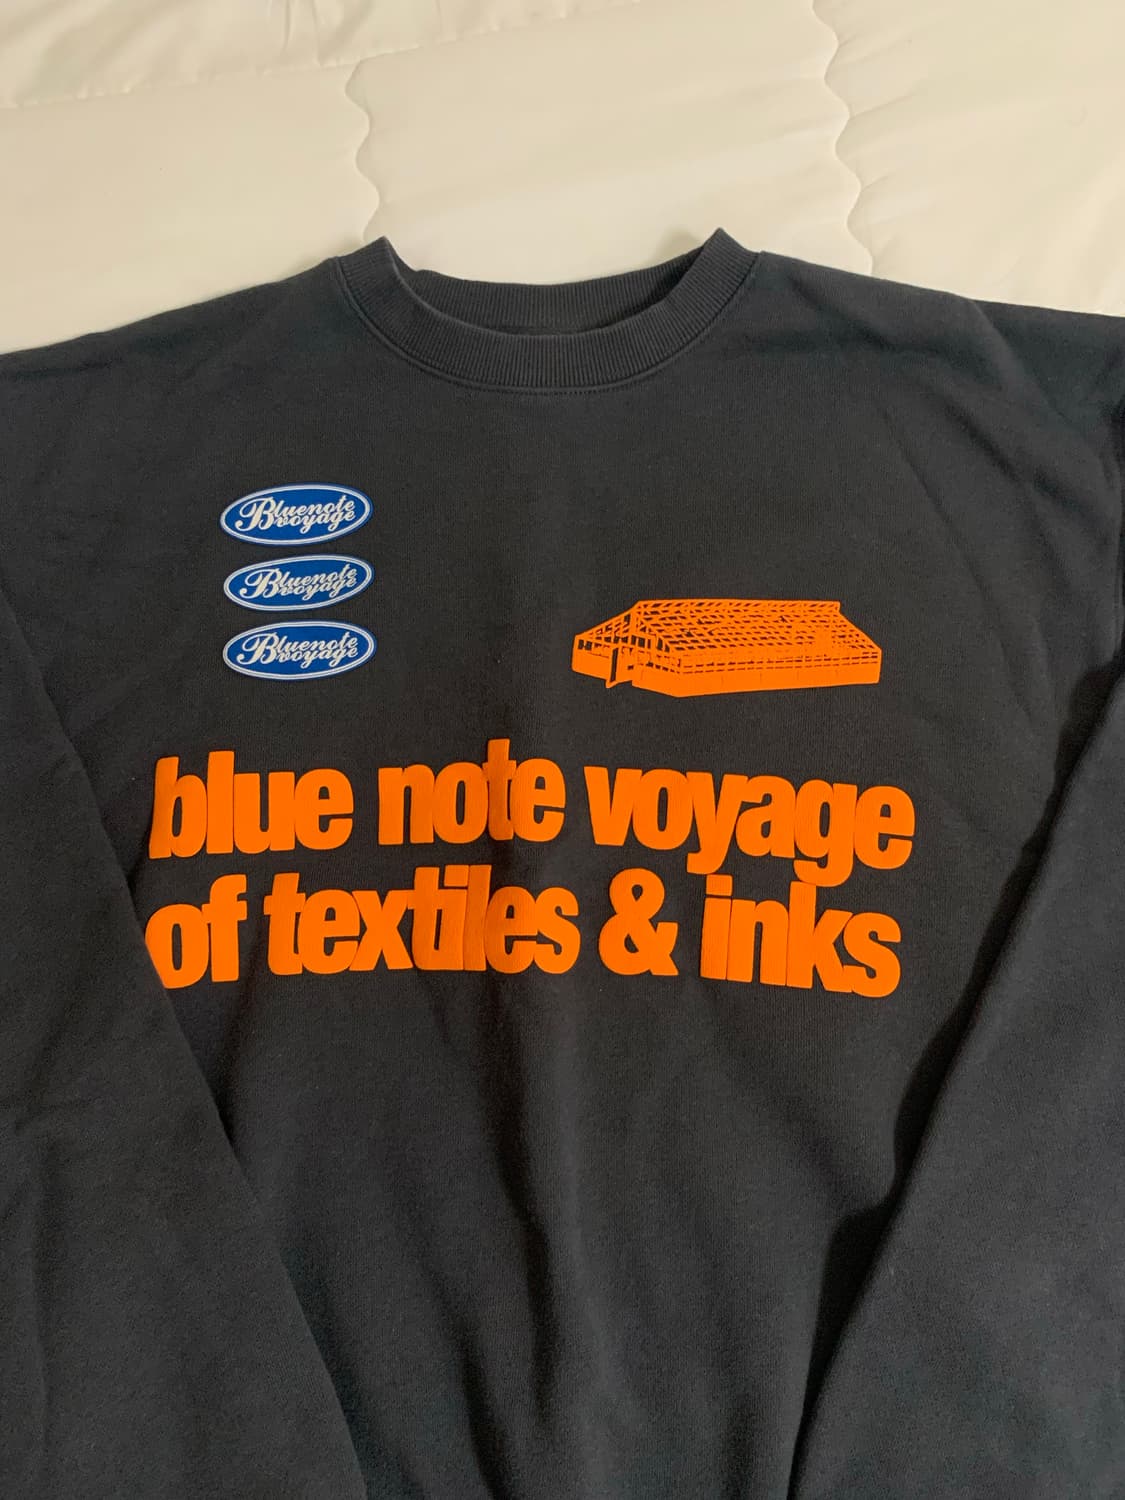 Bluenote
voyage
Bluenote
voyage
Bluenote
voyage
blue note voyage
of textiles & inks